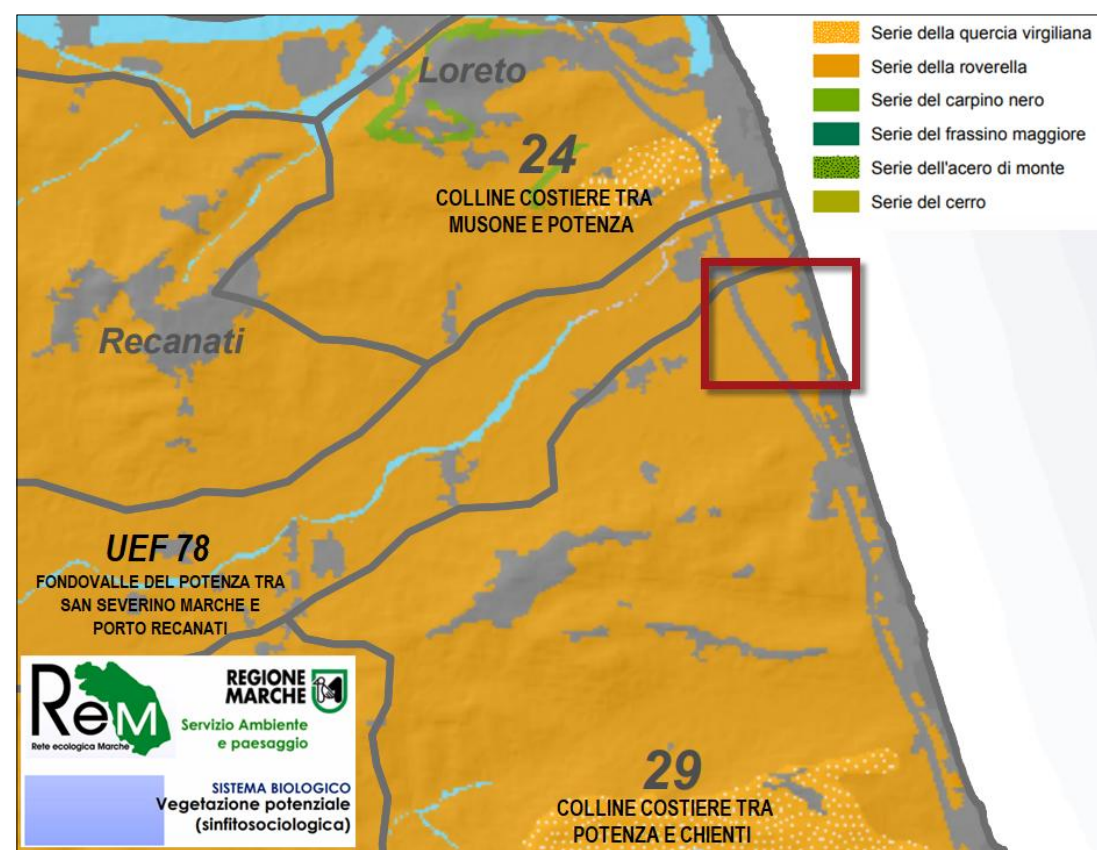 Serie della quercia virgiliana
Serie della roverella
Serie del carpino nero
Serie del frassino maggiore
Serie dell'acero di monte
Serie del cerro
Loreto
24
COLLINE COSTIERE TRA
MUSONE E POTENZA
Recanati
UEF 78
FONDOVALLE DEL POTENZA TRA
SAN SEVERINO MARCHE E
PORTO RECANATI
29
COLLINE COSTIERE TRA
POTENZA E CHIENTI
ReM
Rete ecologica Marche
REGIONE
MARCHE
Servizio Ambiente
e paesaggio
SISTEMA BIOLOGICO
Vegetazione potenziale
(sinfitosociologica)